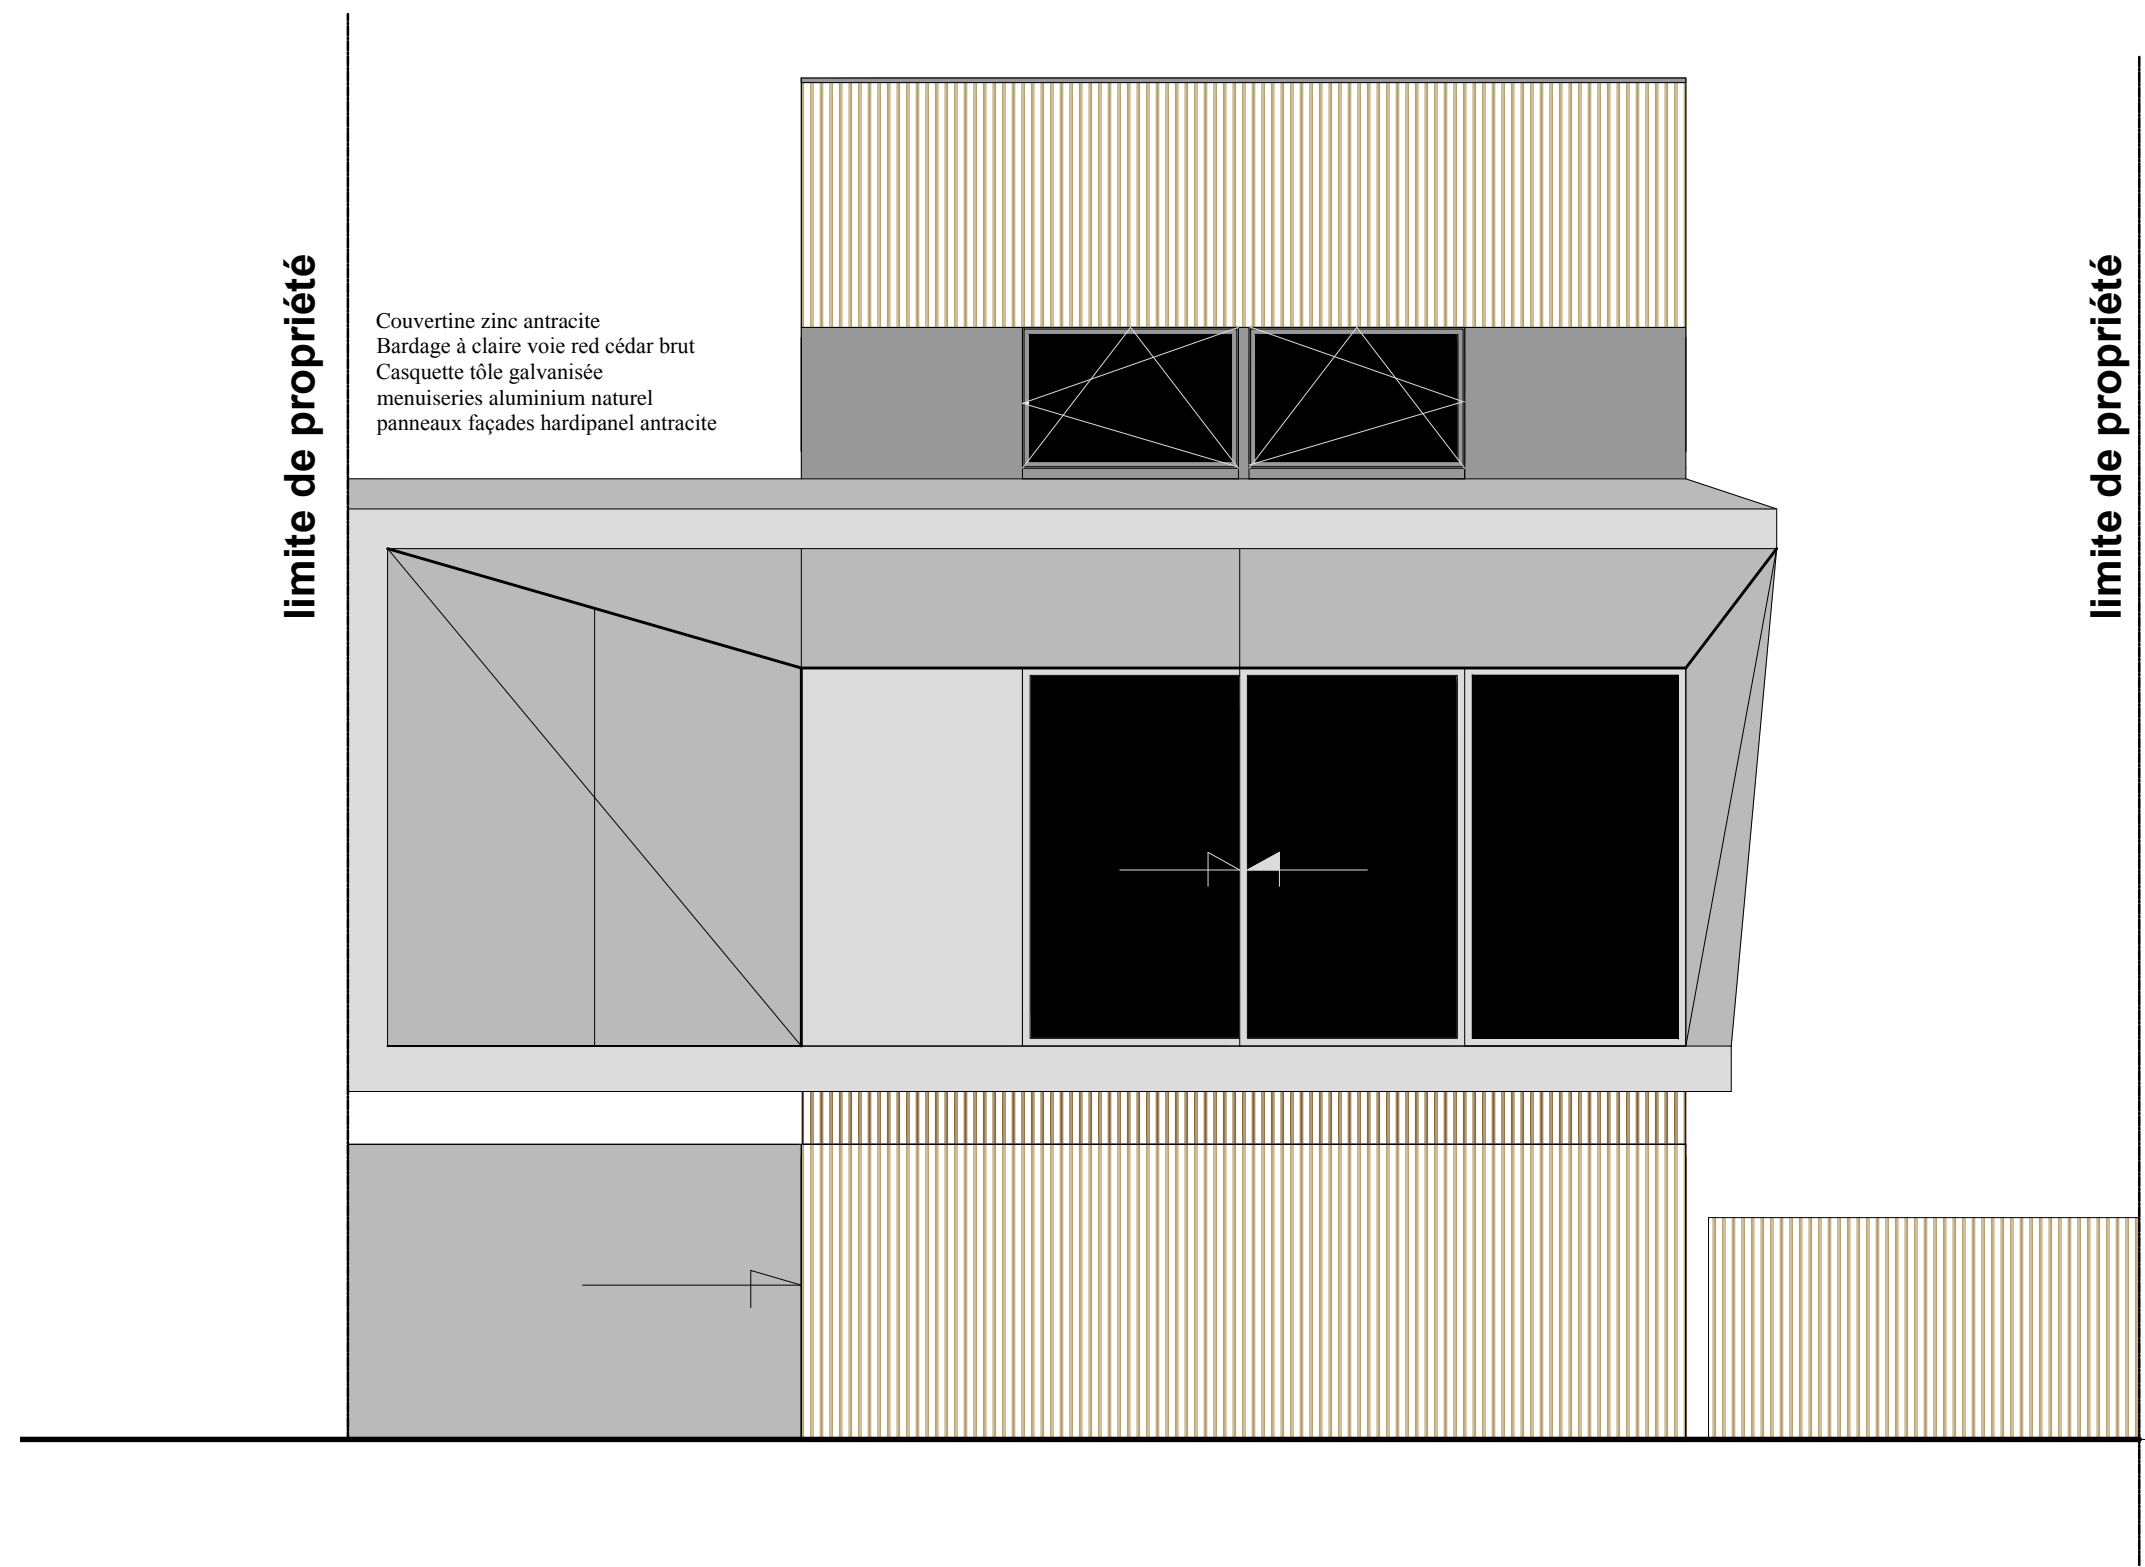 limite de propriété
Couvertine zinc antracite
Bardage à claire voie red cédar brut
Casquette tôle galvanisée
menuiseries aluminium naturel
panneaux façades hardipanel antracite
limite de propriété